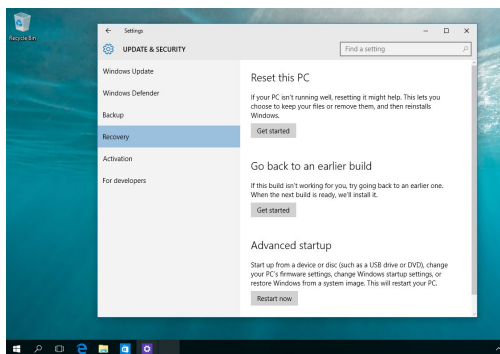 Recycle Bin
Settings
UPDATE & SECURITY
Find a setting
Windows Update
Windows Defender
Backup
Recovery
Activation
For developers
Reset this PC
If your PC isn't running well, resetting it might help. This lets you
choose to keep your files or remove them, and then reinstalls
Windows.
Get started
Go back to an earlier build
If this build isn't working for you, try going back to an earlier one.
When the next build is ready, we'll install it.
Get started
Advanced startup
Start up from a device or disc (such as a USB drive or DVD), change
your PC's firmware settings, change Windows startup settings, or
restore Windows from a system image. This will restart your PC.
Restart now